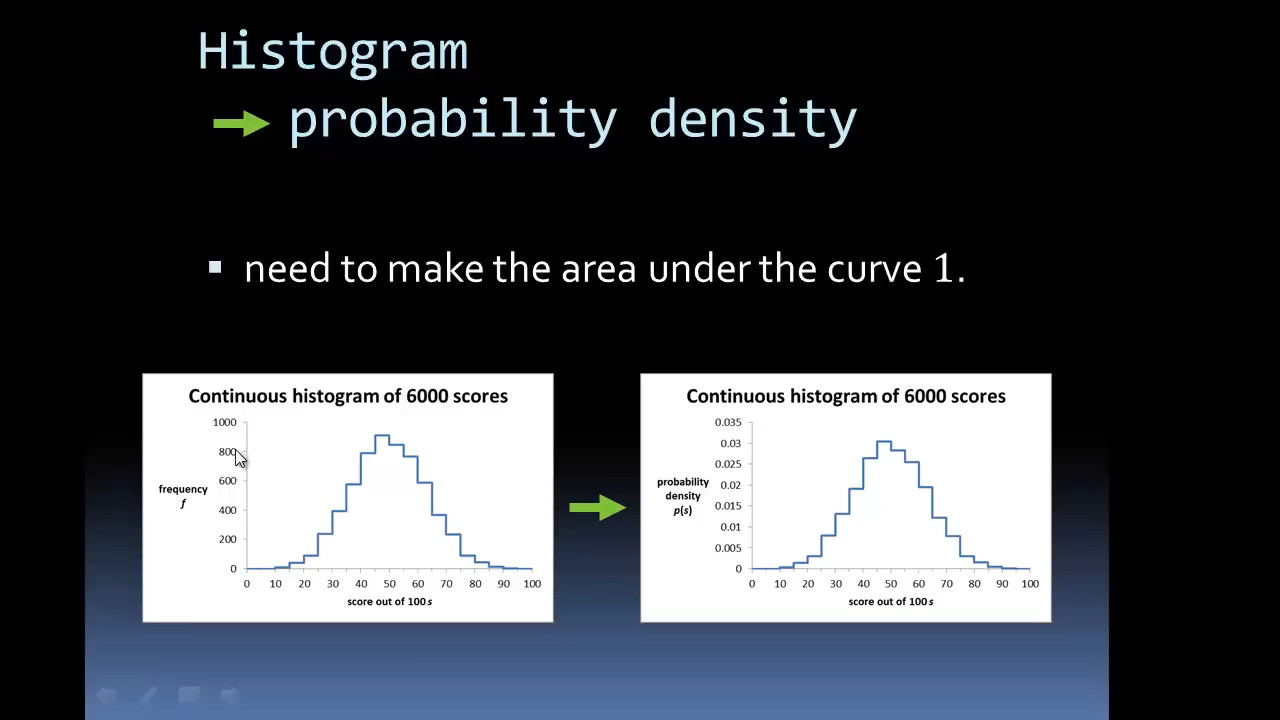 Histogram
probability density
▪ need to make the area under the curve 1.
Continuous histogram of 6000 scores
1000
800
600
400
200
0
frequency
f
0 10 20 30 40 50 60 70 80 90 100
score out of 100 s
Continuous histogram of 6000 scores
0.035
0.03
0.025
0.02
0.015
0.01
0.005
0
probability
density
p(s)
0 10 20 30 40 50 60 70 80 90 100
score out of 100 s